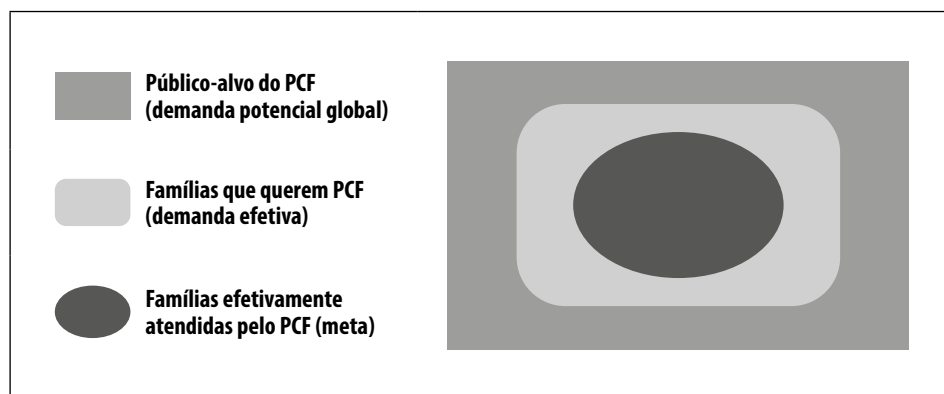 Público-alvo do PCF
(demanda potencial global)
Famílias que querem PCF
(demanda efetiva)
Famílias efetivamente
atendidas pelo PCF (meta)